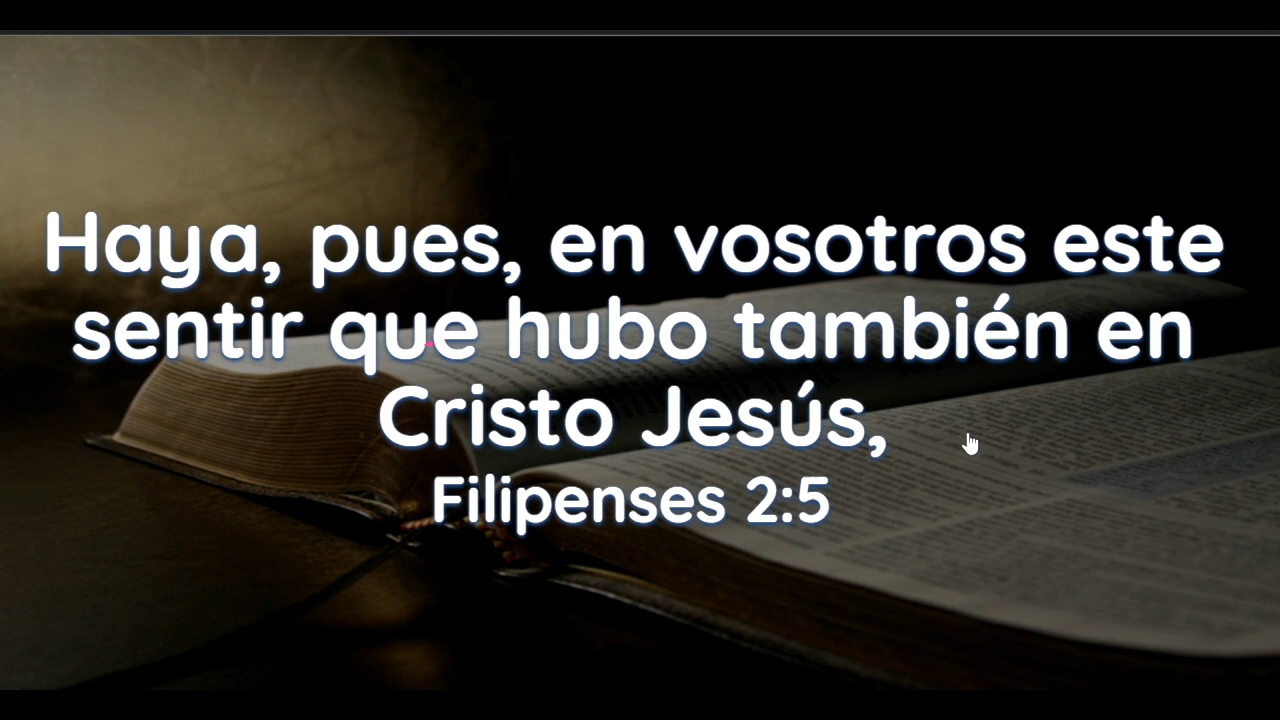 Haya, pues, en vosotros este
sentir que hubo también en
Cristo Jesús,
Filipenses 2:5